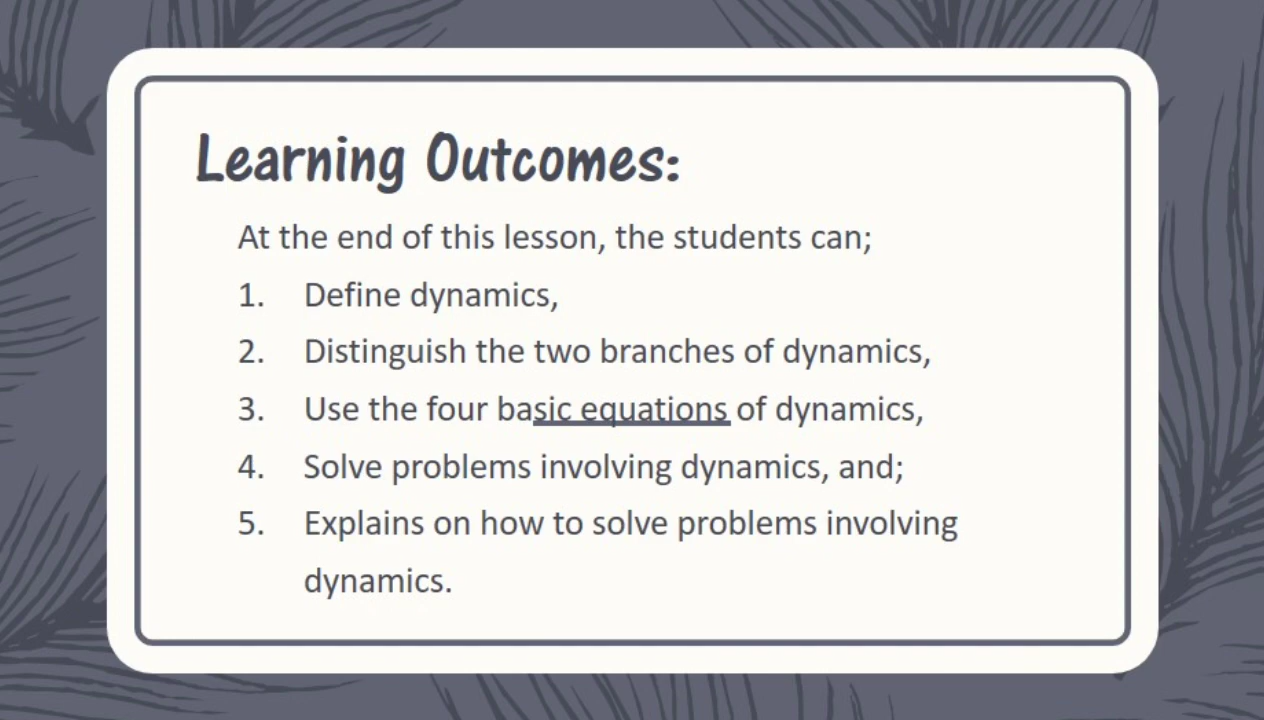 Learning Outcomes:
At the end of this lesson, the students can;
1. Define dynamics,
2. Distinguish the two branches of dynamics,
3. Use the four basic equations of dynamics,
4. Solve problems involving dynamics, and;
5. Explains on how to solve problems involving
dynamics.